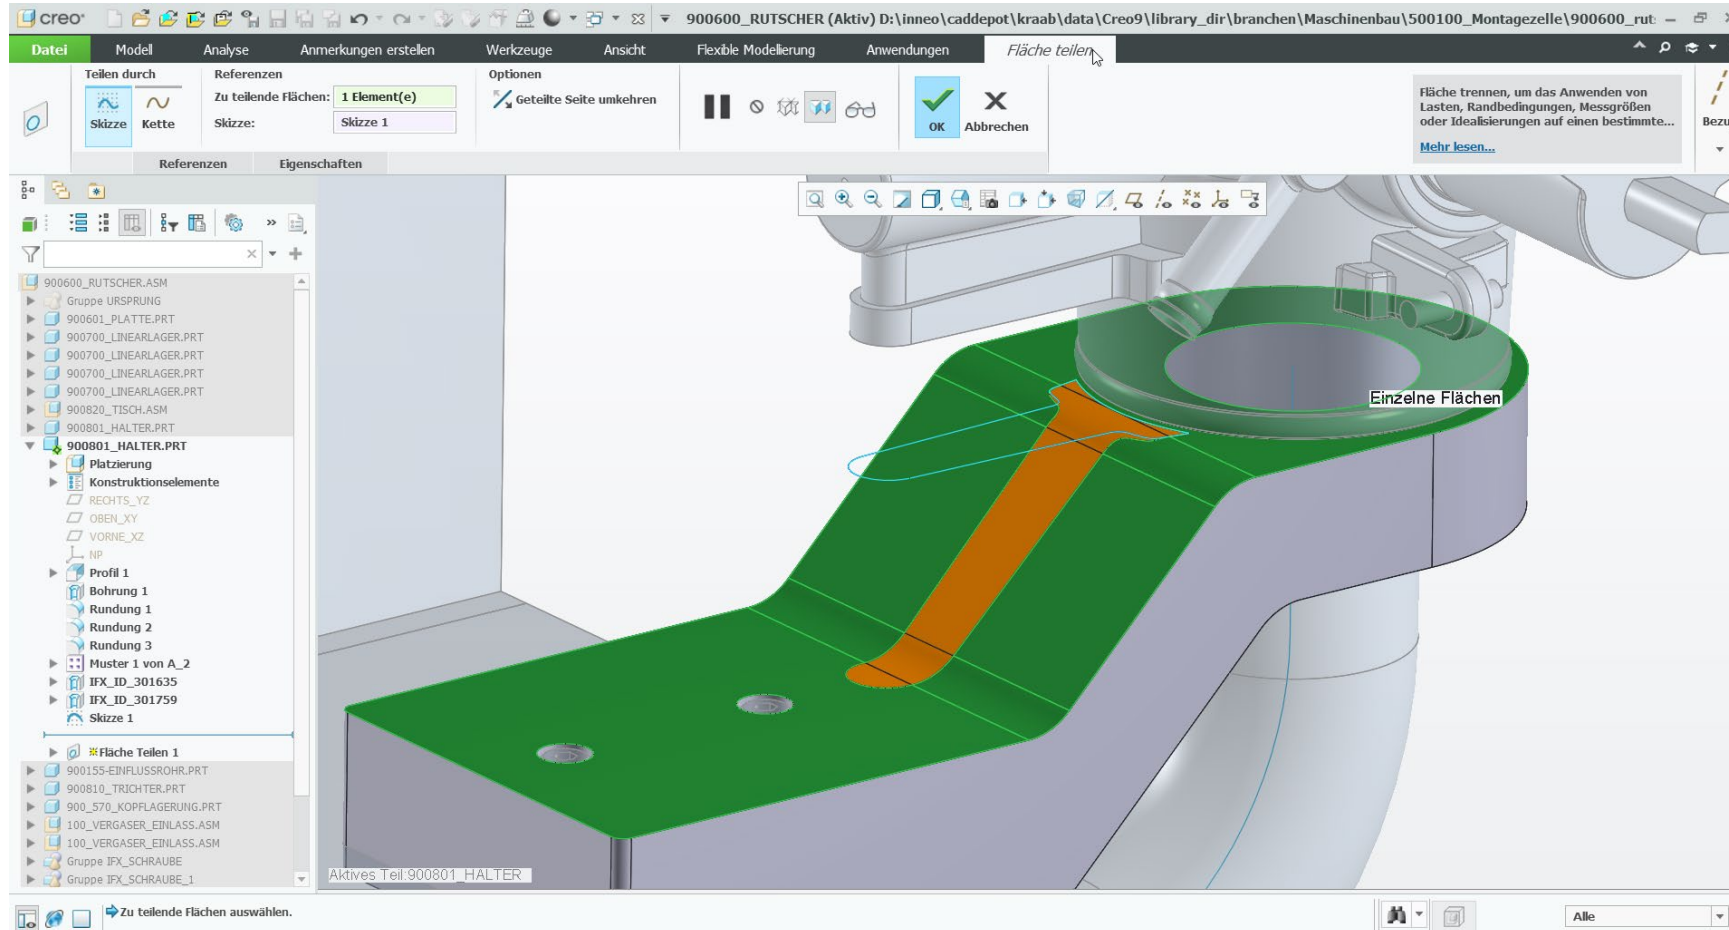 creo
900600_RUTSCHER (Aktiv) D:\inneo\caddepot\kraab\data\Creo9\library_dir\branchen\Maschinenbau\500100_Montagezelle\900600_rut
Datei Modell Analyse Anmerkungen erstellen Werkzeuge Ansicht Flexible Modellierung Anwendungen Fläche teilen
Teilen durch
Skizze Kette
Referenzen
Zu teilende Flächen: 1 Element(e)
Skizze: Skizze 1
Optionen
Geteilte Seite umkehren
OK Abbrechen
Fläche trennen, um das Anwenden von
Lasten, Randbedingungen, Messgrößen
oder Idealisierungen auf einen bestimmte...
Mehr lesen...
Bezu
Referenzen Eigenschaften
900600_RUTSCHER.ASM
Gruppe URSPRUNG
900601_PLATTE.PRT
900700_LINEARLAGER.PRT
900700_LINEARLAGER.PRT
900700_LINEARLAGER.PRT
900700_LINEARLAGER.PRT
900820_TISCH.ASM
900801_HALTER.PRT
900801_HALTER.PRT
Platzierung
Konstruktionselemente
RECHTS_YZ
OBEN_XY
VORNE_XZ
NP
Profil 1
Bohrung 1
Rundung 1
Rundung 2
Rundung 3
Muster 1 von A_2
IFX_ID_301635
IFX_ID_301759
Skizze 1
Fläche Teilen 1
900155-EINFLUSSROHR.PRT
900810_TRICHTER.PRT
900_570_KOPFLAGERUNG.PRT
100_VERGASER_EINLASS.ASM
100_VERGASER_EINLASS.ASM
Gruppe IFX_SCHRAUBE
Gruppe IFX_SCHRAUBE_1
Einzelne Flächen
Aktives Teil:900801_HALTER
Zu teilende Flächen auswählen.
Alle